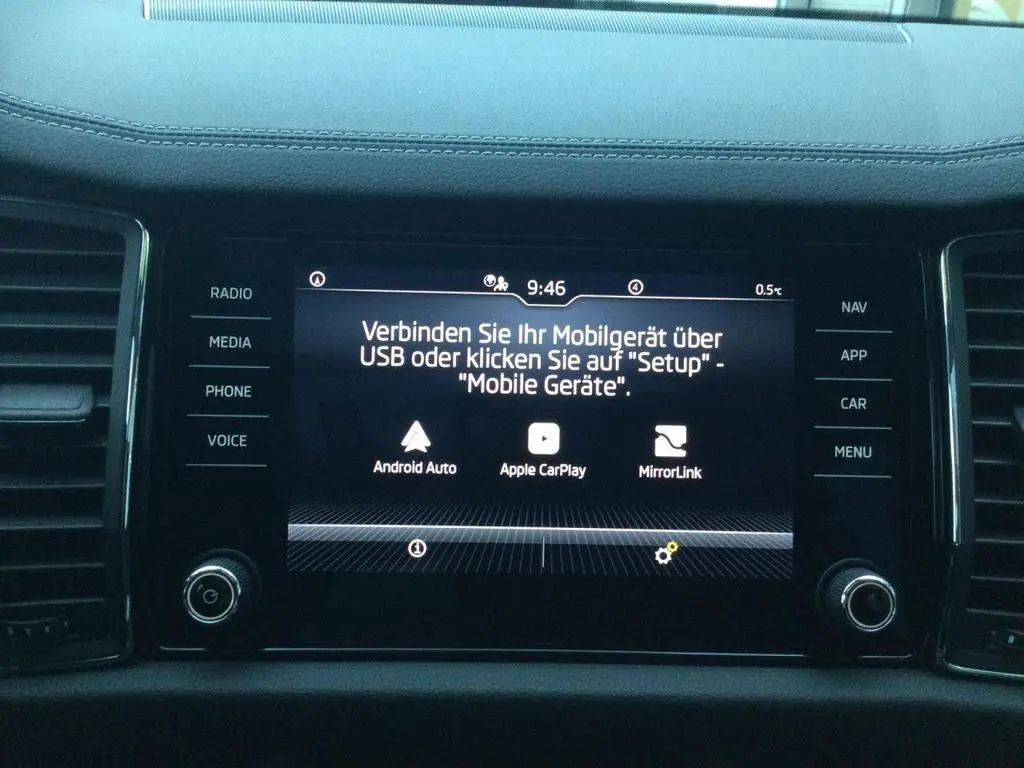 9:46
4
0.5°C
RADIO
MEDIA
PHONE
VOICE
Verbinden Sie Ihr Mobilgerät über
USB oder klicken Sie auf "Setup" -
"Mobile Geräte".
Android Auto
Apple CarPlay
MirrorLink
NAV
APP
CAR
MENU